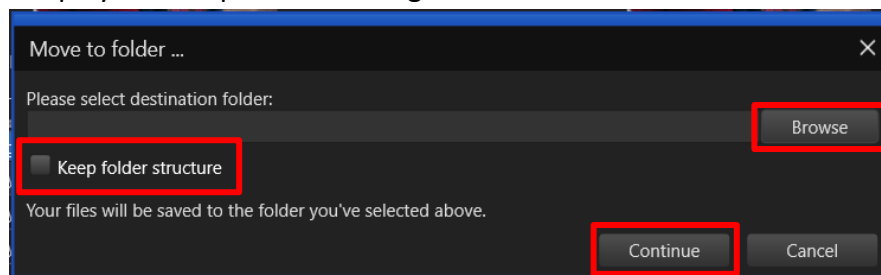 Move to folder ...
Please select destination folder:
Browse
Keep folder structure
Your files will be saved to the folder you've selected above.
Continue
Cancel